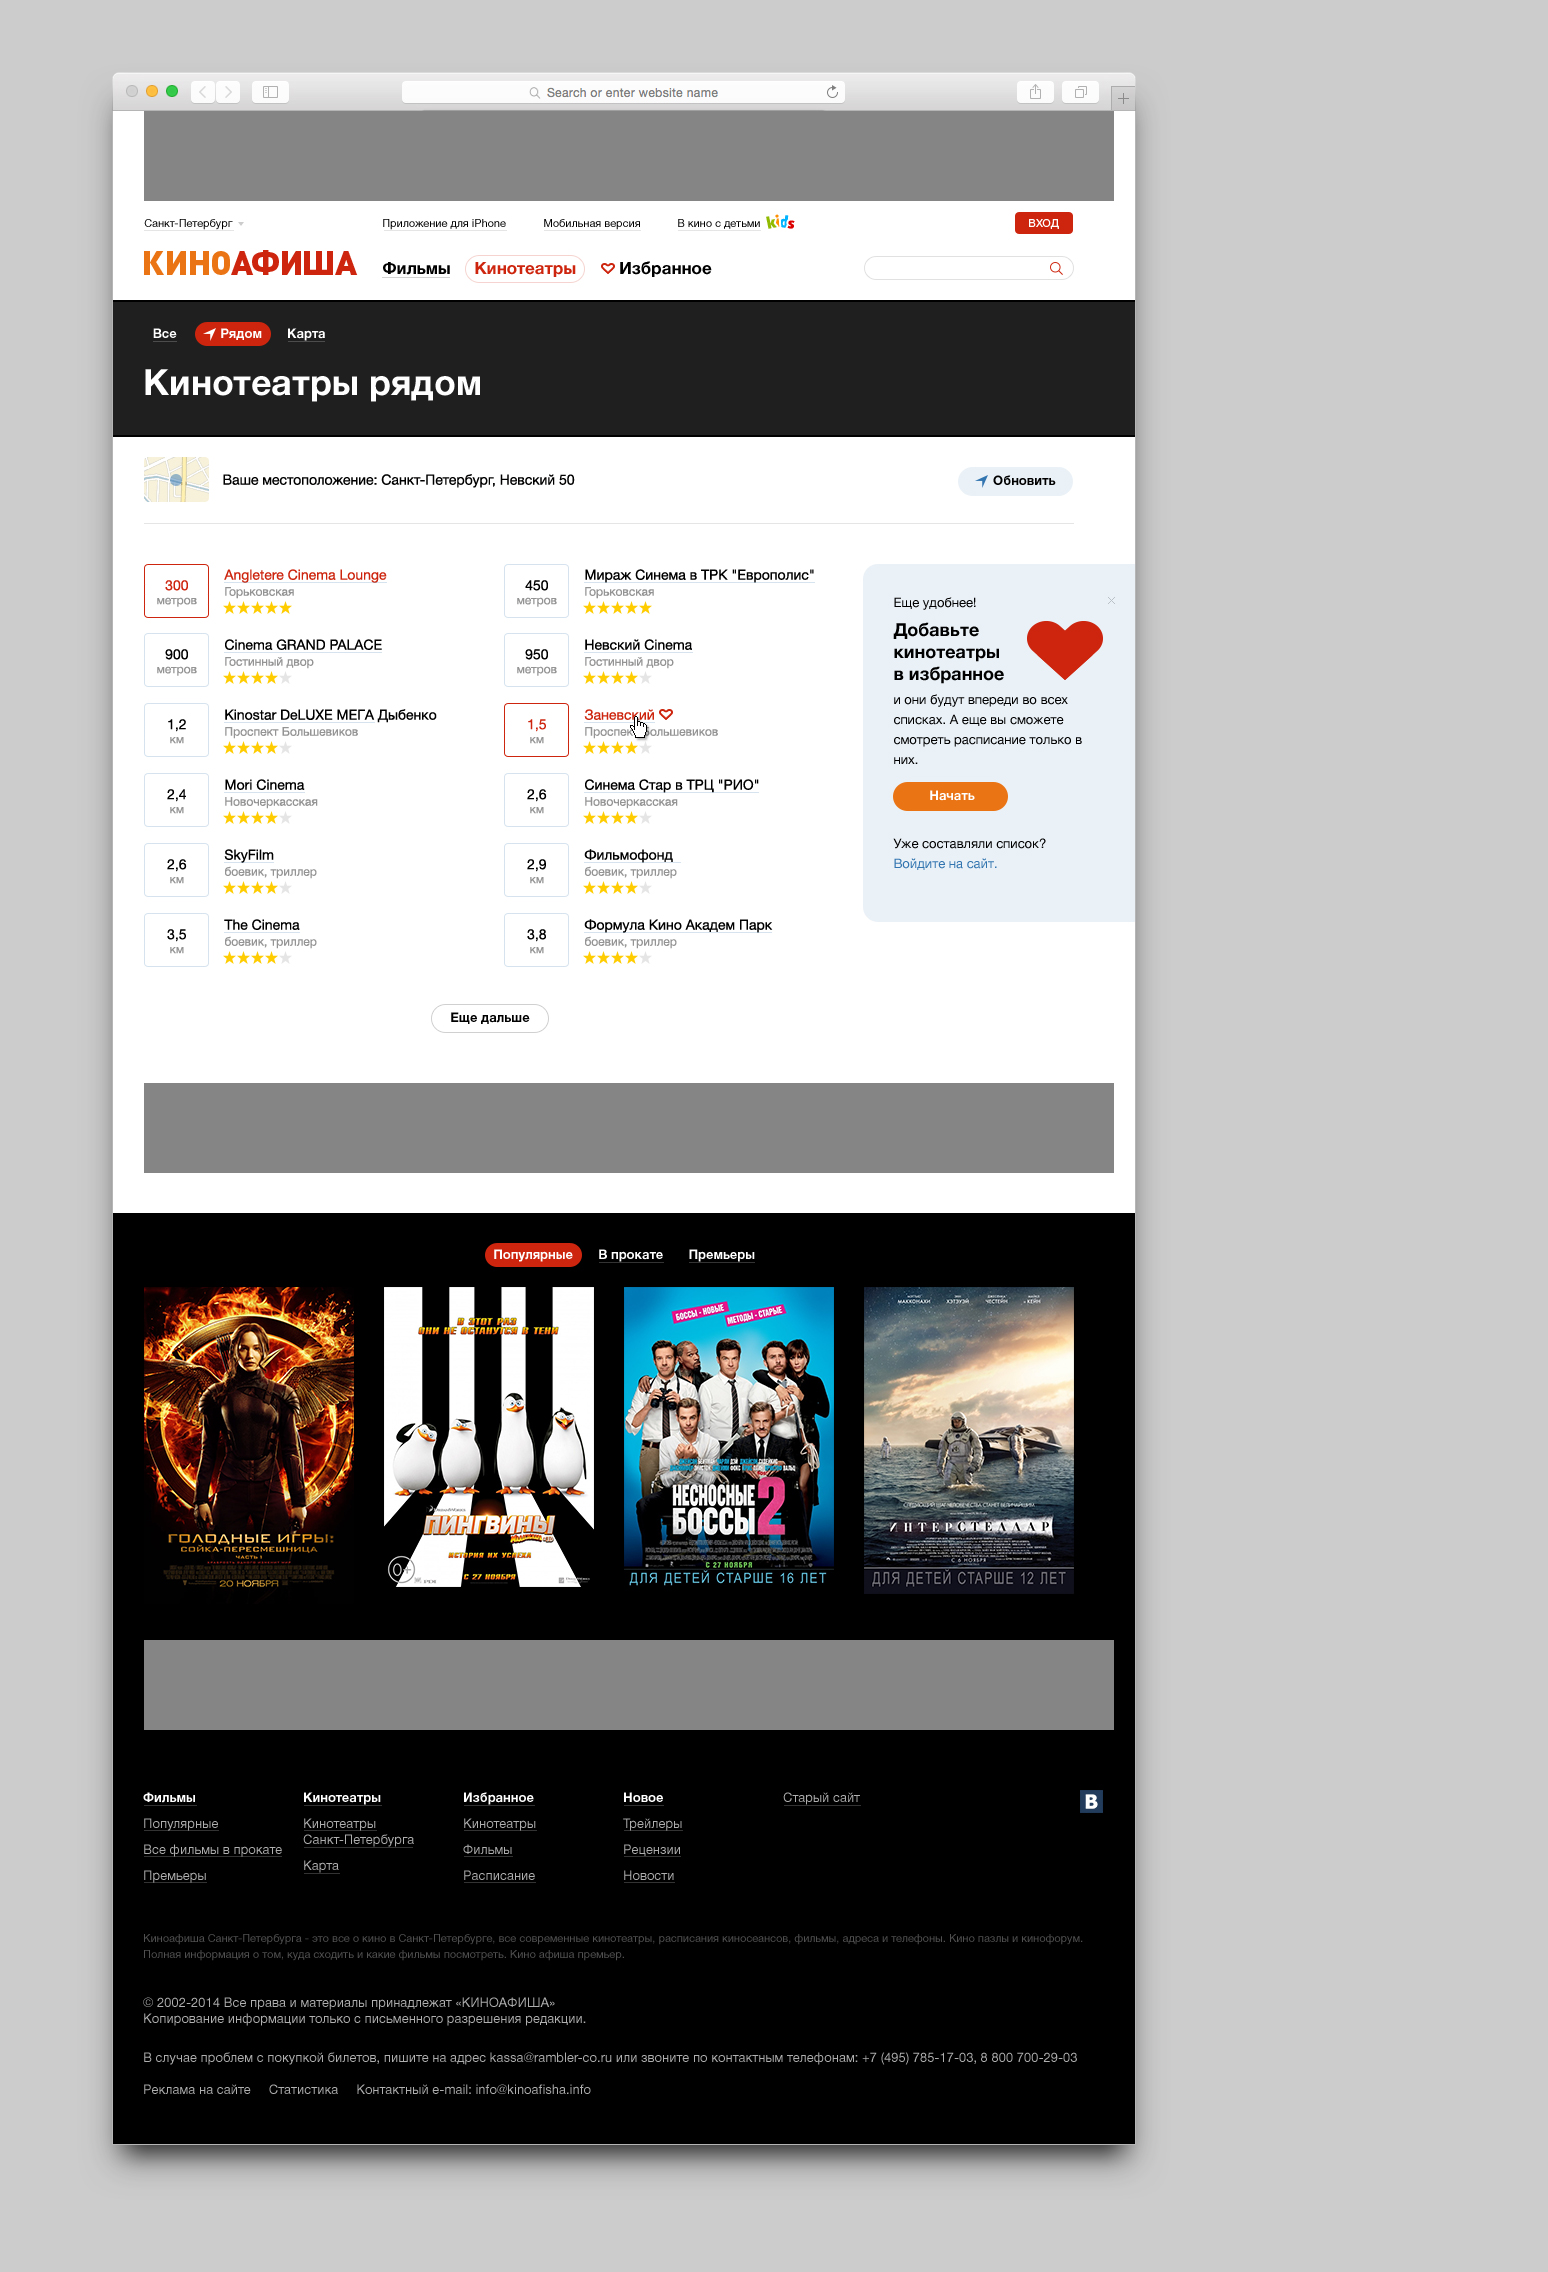 Search or enter website name
Санкт-Петербург
Приложение для iPhone
Мобильная версия
В кино с детьми kids
ВХОД
КИНОАФИША
Фильмы
Кинотеатры
Избранное
Все
Рядом
Карта
Кинотеатры рядом
Ваше местоположение: Санкт-Петербург, Невский 50
Обновить
300
метров
Angletere Cinema Lounge
Горьковская
450
метров
Мираж Синема в ТРК "Европолис"
Горьковская
900
метров
Cinema GRAND PALACE
Гостинный двор
950
метров
Невский Cinema
Гостинный двор
1,2
км
Kinostar DeLUXE МЕГА Дыбенко
Проспект Большевиков
1,5
км
Заневский
Проспект Большевиков
2,4
км
Mori Cinema
Новочеркасская
2,6
км
Синема Стар в ТРЦ "РИО"
Новочеркасская
2,6
км
SkyFilm
боевик, триллер
2,9
км
Фильмофонд
боевик, триллер
3,5
км
The Cinema
боевик, триллер
3,8
км
Формула Кино Академ Парк
боевик, триллер
Еще удобнее!
Добавьте
кинотеатры
в избранное
и они будут впереди во всех
списках. А еще вы сможете
смотреть расписание только в
них.
Начать
Уже составляли список?
Войдите на сайт.
Еще дальше
Популярные
В прокате
Премьеры
ГОЛОДНЫЕ ИГРЫ:
СОЙКА-ПЕРЕСМЕШНИЦА
ЧАСТЬ I
20 НОЯБРЯ
В ЭТОТ РАЗ
ОНИ НЕ ОСТАНУТСЯ В ТЕНИ
ПИНГВИНЫ
ИСТОРИЯ ИХ УСПЕХА
0+
С 27 НОЯБРЯ
БОССЫ - НОВЫЕ
МЕТОДЫ - СТАРЫЕ
НЕСНОСНЫЕ
БОССЫ 2
С 27 НОЯБРЯ
ДЛЯ ДЕТЕЙ СТАРШЕ 16 ЛЕТ
МАККОНАХИ
ХЭТЭУЭЙ
ЧЕСТЕЙН
КЕЙН
СЛЕДУЮЩИЙ ШАГ ЧЕЛОВЕЧЕСТВА СТАНЕТ ВЕЛИЧАЙШИМ
ИНТЕРСТЕЛЛАР
С 6 НОЯБРЯ
ДЛЯ ДЕТЕЙ СТАРШЕ 12 ЛЕТ
Фильмы
Популярные
Все фильмы в прокате
Премьеры
Кинотеатры
Кинотеатры
Санкт-Петербурга
Карта
Избранное
Кинотеатры
Фильмы
Расписание
Новое
Трейлеры
Рецензии
Новости
Старый сайт
В
Киноафиша Санкт-Петербурга - это все о кино в Санкт-Петербурге, все современные кинотеатры, расписания киносеансов, фильмы, адреса и телефоны. Кино пазлы и кинофорум.
Полная информация о том, куда сходить и какие фильмы посмотреть. Кино афиша премьер.
© 2002-2014 Все права и материалы принадлежат «КИНОАФИША»
Копирование информации только с письменного разрешения редакции.
В случае проблем с покупкой билетов, пишите на адрес kassa@rambler-co.ru или звоните по контактным телефонам: +7 (495) 785-17-03, 8 800 700-29-03
Реклама на сайте
Статистика
Контактный e-mail: info@kinoafisha.info